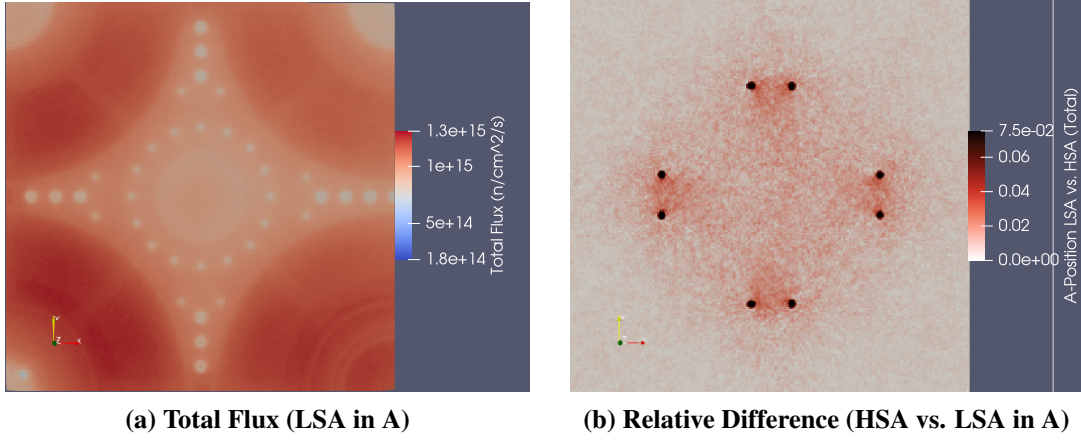 1.3e+15
1e+15
5e+14
1.8e+14
Total Flux (n/cm^2/s)
7.5e-02
0.06
0.04
0.02
0.0e+00
A-Position LSA vs. HSA (Total)
(a) Total Flux (LSA in A)
(b) Relative Difference (HSA vs. LSA in A)